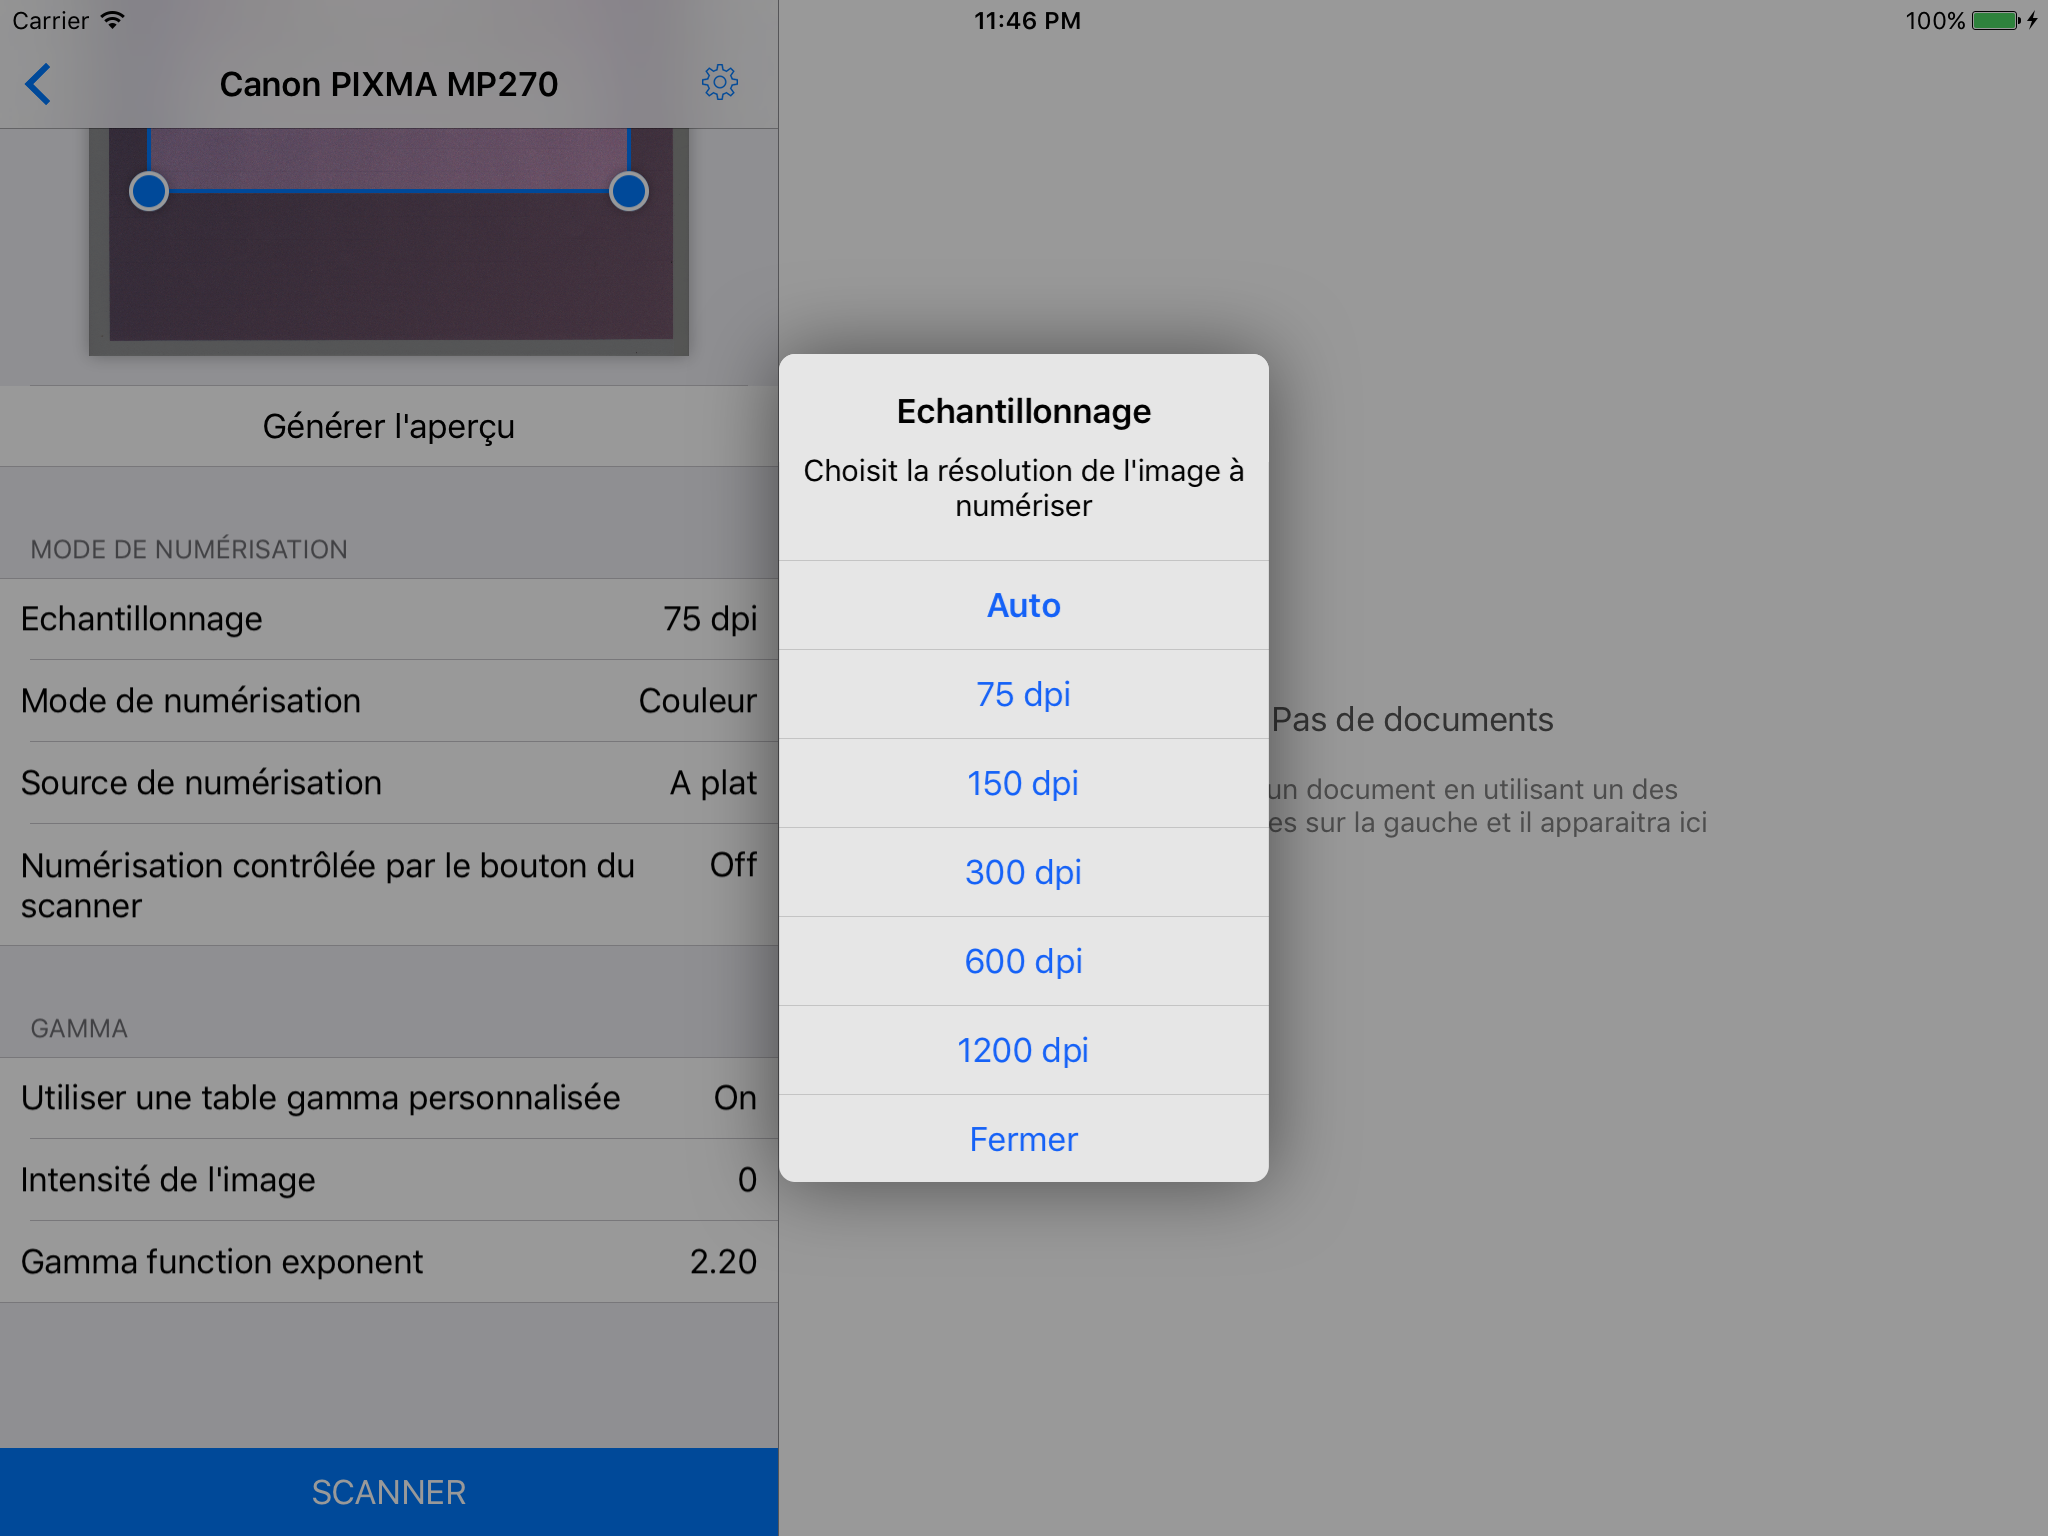 Carrier
11:46 PM
100%
Canon PIXMA MP270
Générer l'aperçu
MODE DE NUMÉRISATION
Echantillonnage 75 dpi
Mode de numérisation Couleur
Source de numérisation A plat
Numérisation contrôlée par le bouton du Off
scanner
GAMMA
Utiliser une table gamma personnalisée On
Intensité de l'image 0
Gamma function exponent 2.20
SCANNER
Echantillonnage
Choisit la résolution de l'image à
numériser
Auto
75 dpi
150 dpi
300 dpi
600 dpi
1200 dpi
Fermer
Pas de documents
un document en utilisant un des
sur la gauche et il apparaitra ici